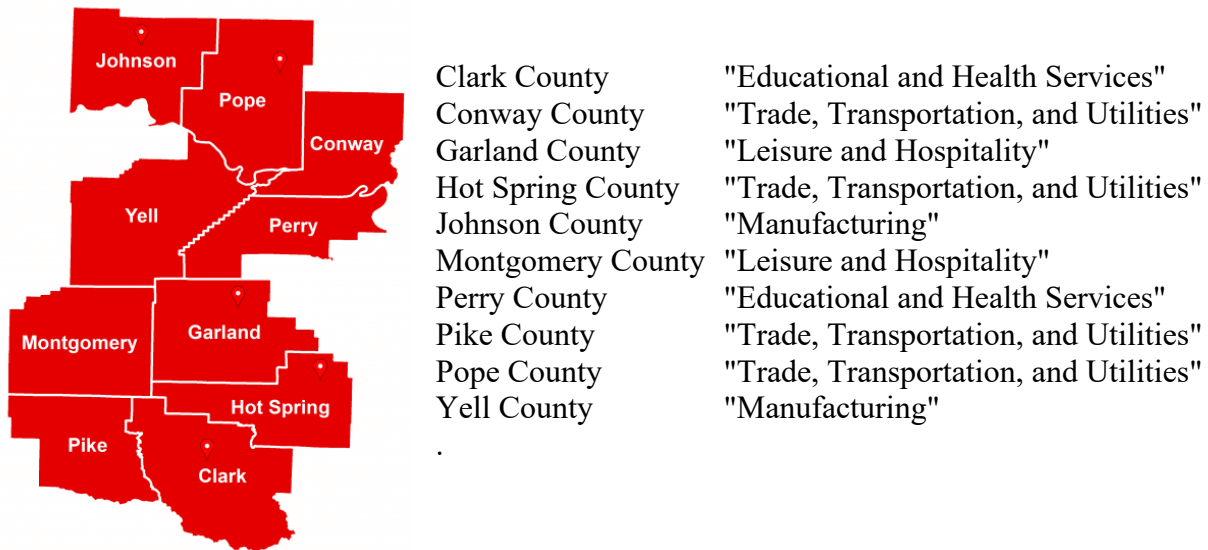 Johnson
Pope
Conway
Yell
Perry
Garland
Montgomery
Hot Spring
Pike
Clark
Clark County "Educational and Health Services"
Conway County "Trade, Transportation, and Utilities"
Garland County "Leisure and Hospitality"
Hot Spring County "Trade, Transportation, and Utilities"
Johnson County "Manufacturing"
Montgomery County "Leisure and Hospitality"
Perry County "Educational and Health Services"
Pike County "Trade, Transportation, and Utilities"
Pope County "Trade, Transportation, and Utilities"
Yell County "Manufacturing"
.